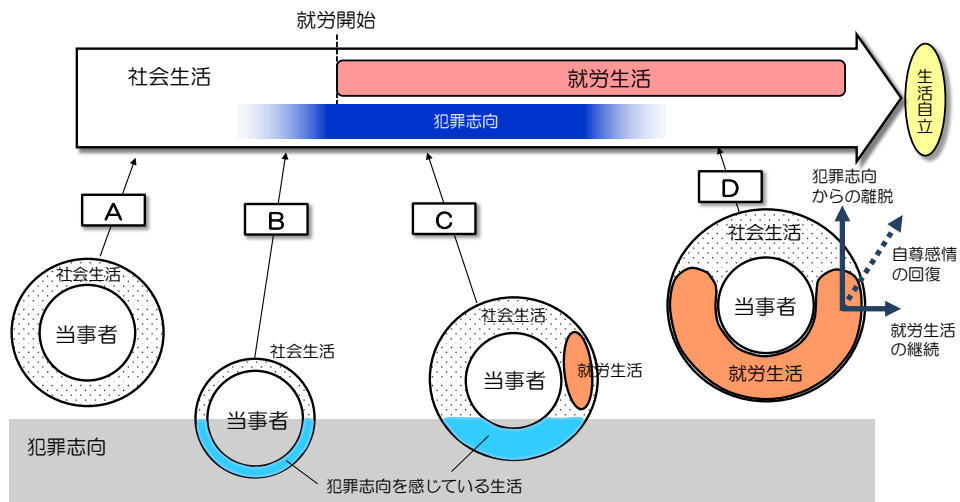 就労開始
社会生活
就労生活
犯罪志向
生活自立
A
B
C
D
犯罪志向
からの離脱
自尊感情
の回復
就労生活
の継続
社会生活
当事者
社会生活
当事者
社会生活
就労生活
当事者
社会生活
当事者
就労生活
犯罪志向
犯罪志向を感じている生活